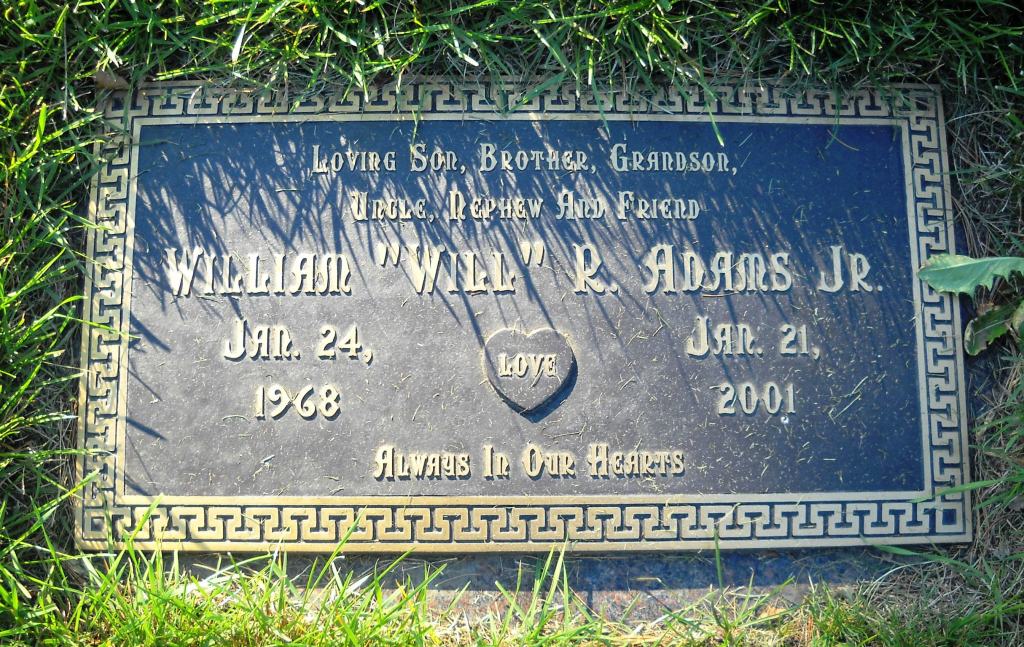 Loving Son, Brother, Grandson,
Uncle, Nephew And Friend
William "Will" R. Adams Jr.
Jan. 24,
1968
LOVE
Jan. 21,
2001
Always In Our Hearts